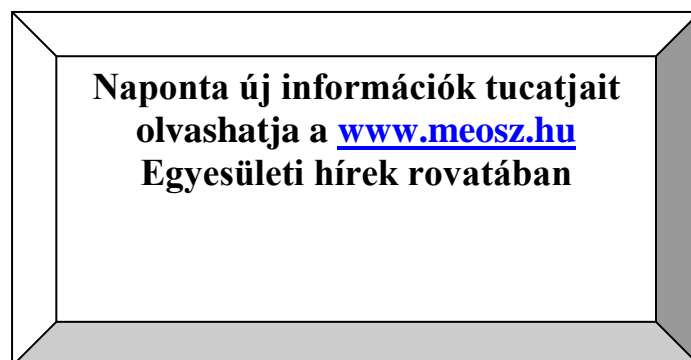 Naponta új információk tucatjait
olvashatja a www.meosz.hu
Egyesületi hírek rovatában